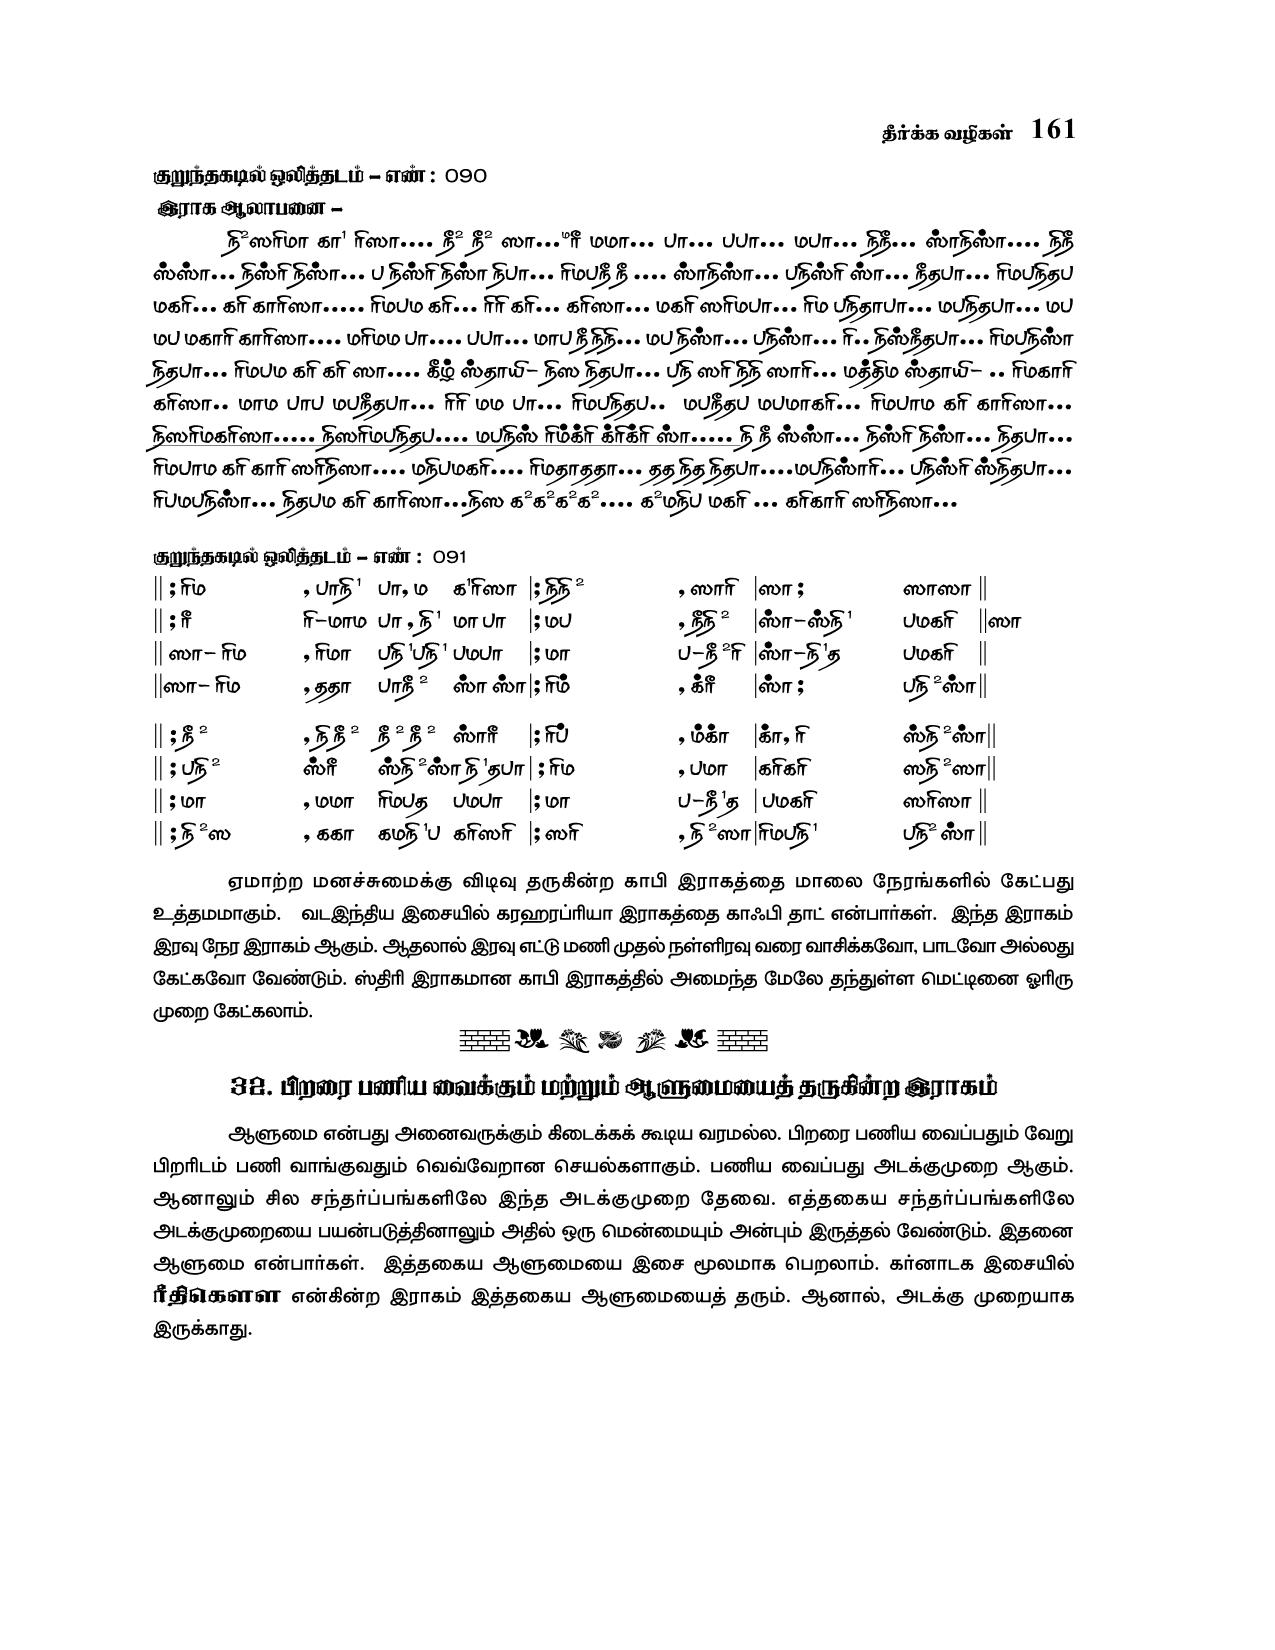 தீர்க்க வழிகள் 161
குறுந்தகடில் ஒலித்தடம் – எண் : 090
இராக ஆலாபனை –
நி²ஸரிமா கா¹ ரிஸா.... நீ² நீ² ஸா...ᵐரீ மமா... பா... பபா... மபா... நிநீ... ஸ்ாநிஸ்ா.... நிநீ
ஸ்ஸ்ா... நிஸ்ரி நிஸ்ா... ப நிஸ்ரி நிஸ்ா நிபா... ரிமபநீ நீ .... ஸ்ாநிஸ்ா... பநிஸ்ரி ஸ்ா... நீதபா... ரிமபநிதப
மகரி... கரி காரிஸா..... ரிமபம கரி... ரிரி கரி... கரிஸா... மகரி ஸரிமபா... ரிம பநிதாபா... மபநிதபா... மப
மப மகாரி காரிஸா.... மரிமம பா.... பபா... மாப நீ நிநி... மப நிஸ்ா... பநிஸ்ா... ரி.. நிஸ்நீதபா... ரிமபநிஸ்ா
நிதபா... ரிமபம கரி கரி ஸா.... கீழ் ஸ்தாயி– நிஸ நிதபா... பநி ஸரி நிநி ஸாரி... மத்திம ஸ்தாயி– .. ரிமகாரி
கரிஸா.. மாம பாப மபநீதபா... ரிரி மம பா... ரிமபநிதப.. மபநீதப மபமாகரி... ரிமபாம கரி காரிஸா...
நிஸரிமகரிஸா..... நிஸரிமபநிதப.... மபநிஸ் ரிம்க்ரி க்ரிக்ரி ஸ்ா..... நி நீ ஸ்ஸ்ா... நிஸ்ரி நிஸ்ா... நிதபா...
ரிமபாம கரி காரி ஸரிநிஸா.... மநிபமகரி.... ரிமதாததா... தத நித நிதபா....மபநிஸ்ாரி... பநிஸ்ரி ஸ்நிதபா...
ரிபமபநிஸ்ா... நிதபம கரி காரிஸா...நிஸ க²க²க²க².... க²மநிப மகரி ... கரிகாரி ஸரிநிஸா...
குறுந்தகடில் ஒலித்தடம் – எண் : 091
|| ; ரிம , பாநி¹ பா, ம க¹ரிஸா |; நிநி² , ஸாரி |ஸா ; ஸாஸா ||
|| ; ரீ ரி–மாம பா , நி¹ மா பா |; மப , நீநி² |ஸ்ா–ஸ்நி¹ பமகரி ||ஸா
|| ஸா– ரிம , ரிமா பநி¹பநி¹ பமபா |; மா ப–நீ²ரி |ஸ்ா–நி¹த பமகரி ||
||ஸா– ரிம , ததா பாநீ² ஸ்ா ஸ்ா|; ரிம் , க்ரீ |ஸ்ா ; பநி²ஸ்ா||
|| ; நீ² , நி நீ² நீ² நீ² ஸ்ாரீ |; ரிப் , ம்க்ா |க்ா, ரி ஸ்நி²ஸ்ா||
|| ; பநி² ஸ்ரீ ஸ்நி²ஸ்ா நி¹தபா| ; ரிம , பமா |கரிகரி ஸநி²ஸா||
|| ; மா , மமா ரிமபத பமபா |; மா ப–நீ¹த | பமகரி ஸரிஸா ||
|| ; நி²ஸ , ககா கமநி¹ப கரிஸரி |; ஸரி , நி²ஸா|ரிமபநி¹ பநி² ஸ்ா||
ஏமாற்ற மனச்சுமைக்கு விடிவு தருகின்ற காபி இராகத்தை மாலை நேரங்களில் கேட்பது
உத்தமமாகும். வடஇந்திய இசையில் கரஹரப்ரியா இராகத்தை காஃபி தாட் என்பார்கள். இந்த இராகம்
இரவு நேர இராகம் ஆகும். ஆதலால் இரவு எட்டு மணி முதல் நள்ளிரவு வரை வாசிக்கவோ, பாடவோ அல்லது
கேட்கவோ வேண்டும். ஸ்திரி இராகமான காபி இராகத்தில் அமைந்த மேலே தந்துள்ள மெட்டினை ஓரிரு
முறை கேட்கலாம்.
32. பிறரை பணிய வைக்கும் மற்றும் ஆளுமையைத் தருகின்ற இராகம்
ஆளுமை என்பது அனைவருக்கும் கிடைக்கக் கூடிய வரமல்ல. பிறரை பணிய வைப்பதும் வேறு
பிறரிடம் பணி வாங்குவதும் வெவ்வேறான செயல்களாகும். பணிய வைப்பது அடக்குமுறை ஆகும்.
ஆனாலும் சில சந்தர்ப்பங்களிலே இந்த அடக்குமுறை தேவை. எத்தகைய சந்தர்ப்பங்களிலே
அடக்குமுறையை பயன்படுத்தினாலும் அதில் ஒரு மென்மையும் அன்பும் இருத்தல் வேண்டும். இதனை
ஆளுமை என்பார்கள். இத்தகைய ஆளுமையை இசை மூலமாக பெறலாம். கர்னாடக இசையில்
ரீதிகௌள என்கின்ற இராகம் இத்தகைய ஆளுமையைத் தரும். ஆனால், அடக்கு முறையாக
இருக்காது.